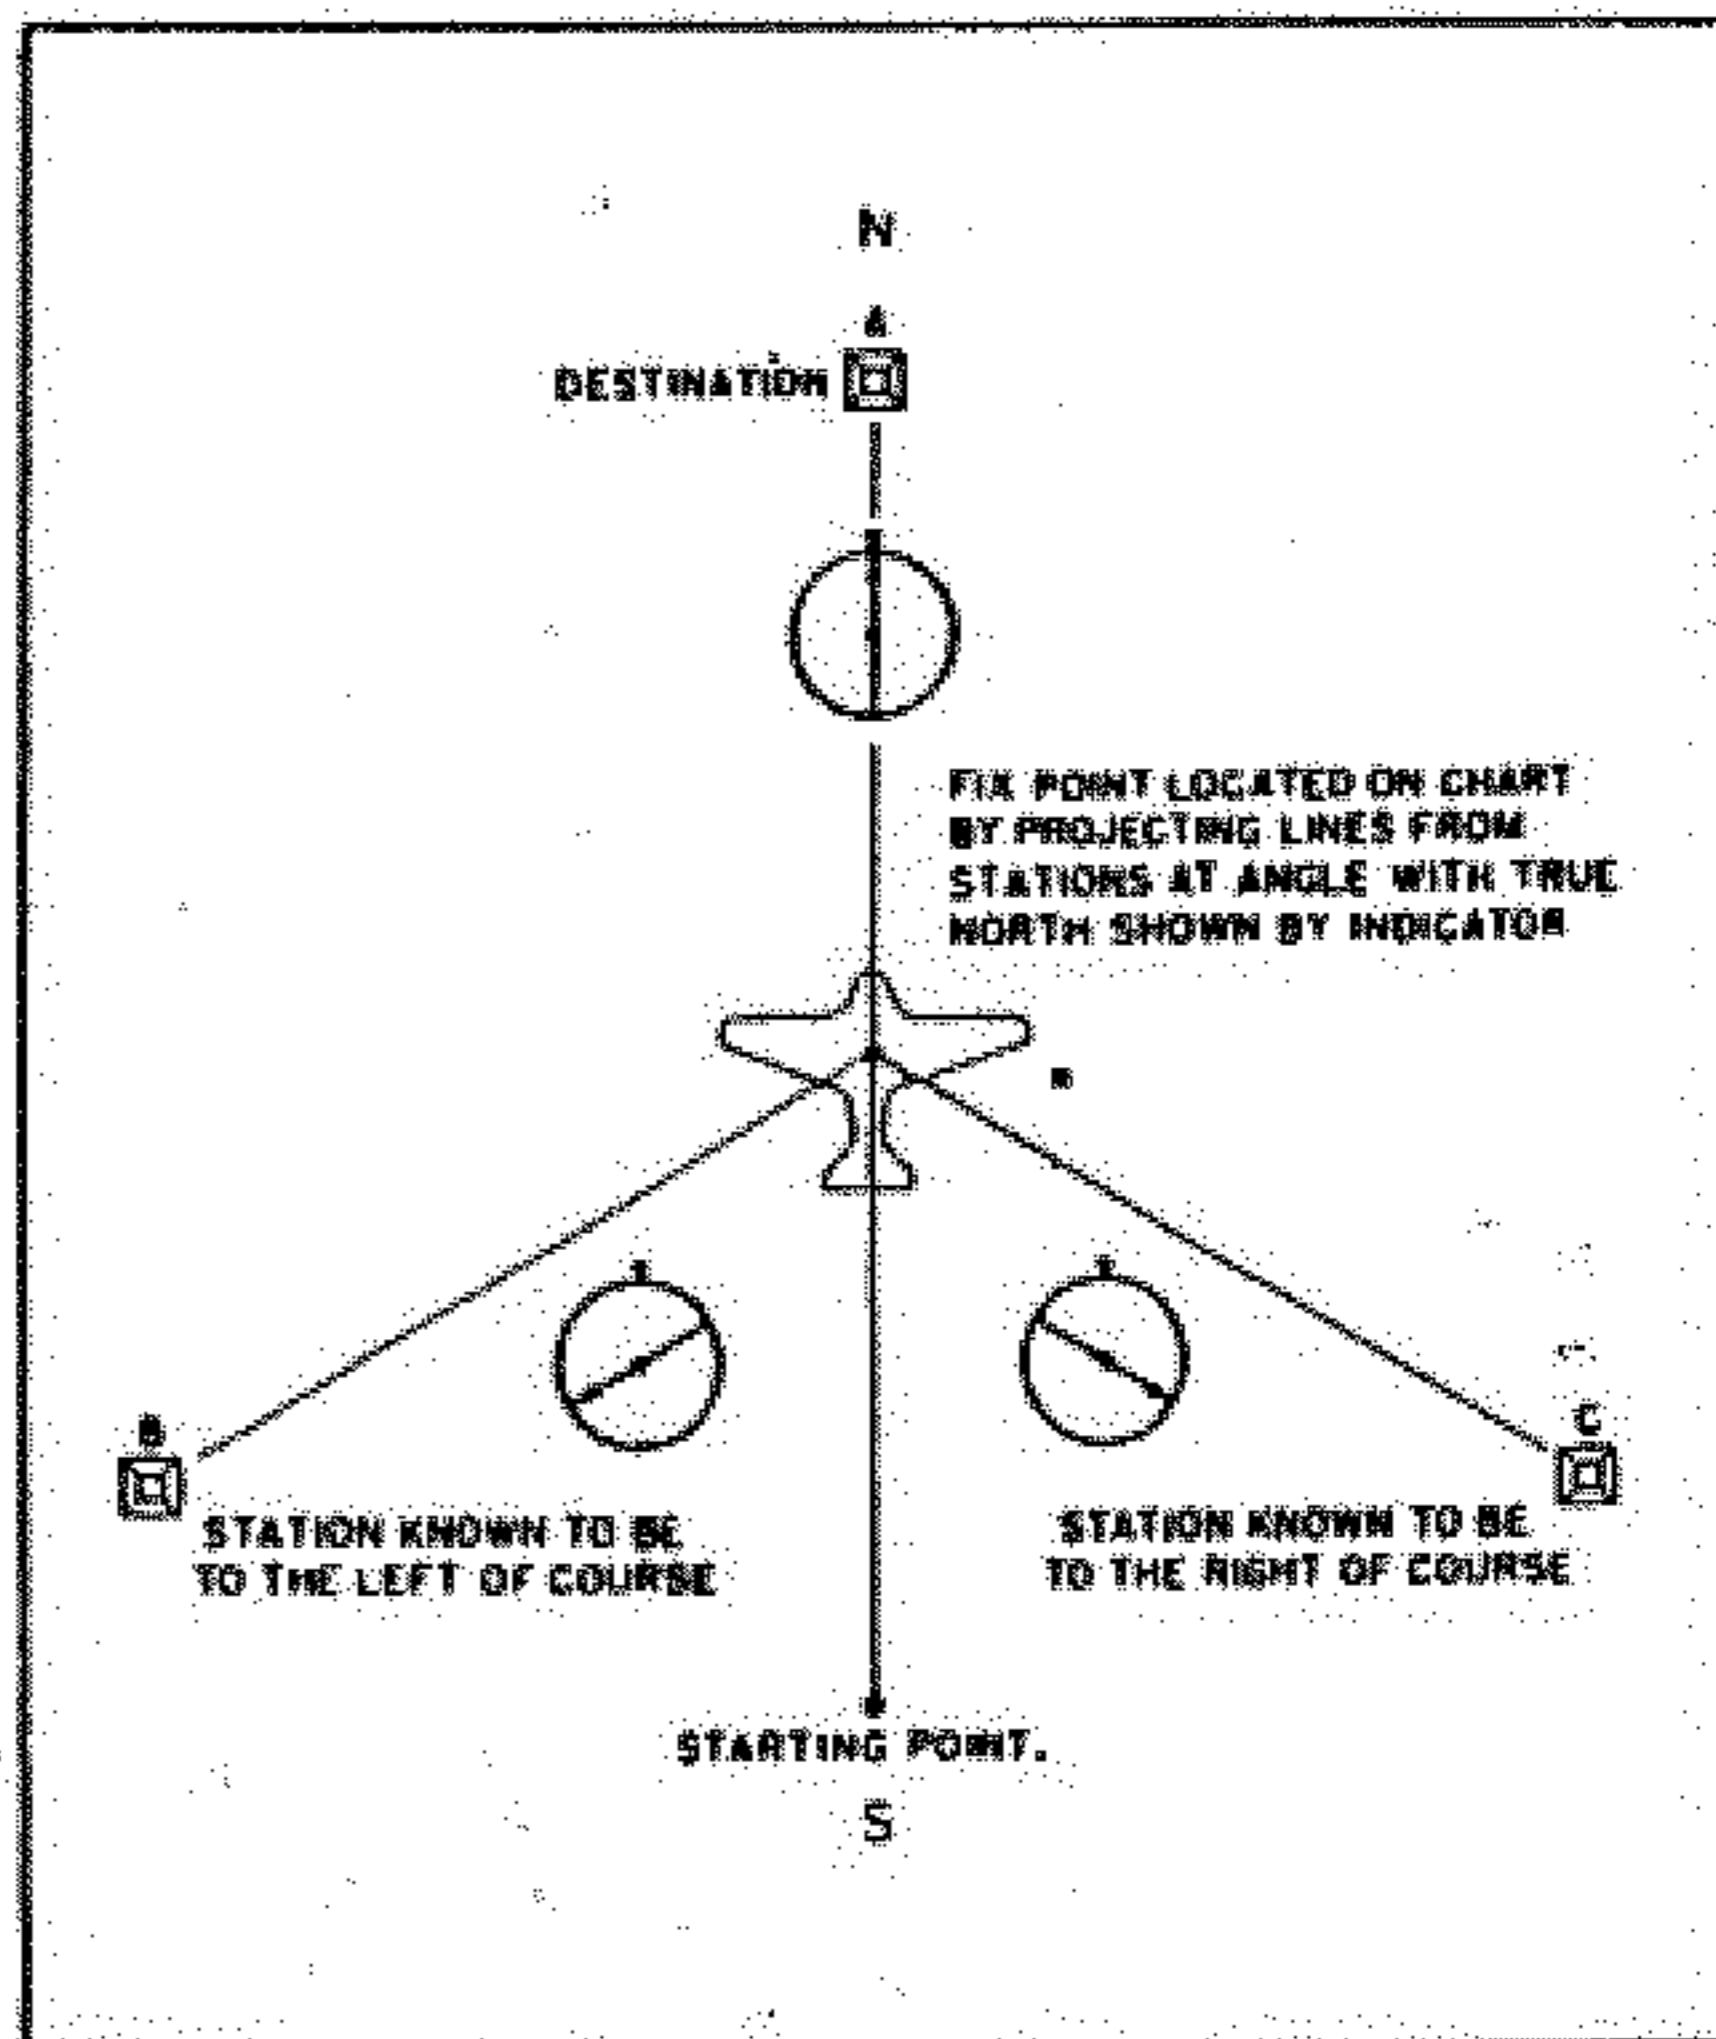 N
A
DESTINATION
FIX POINT LOCATED ON CHART
BY PROJECTING LINES FROM
STATIONS AT ANGLE WITH TRUE
NORTH SHOWN BY INDICATOR
B
C
STATION KNOWN TO BE
TO THE LEFT OF COURSE
STATION KNOWN TO BE
TO THE RIGHT OF COURSE
STARTING POINT.
S